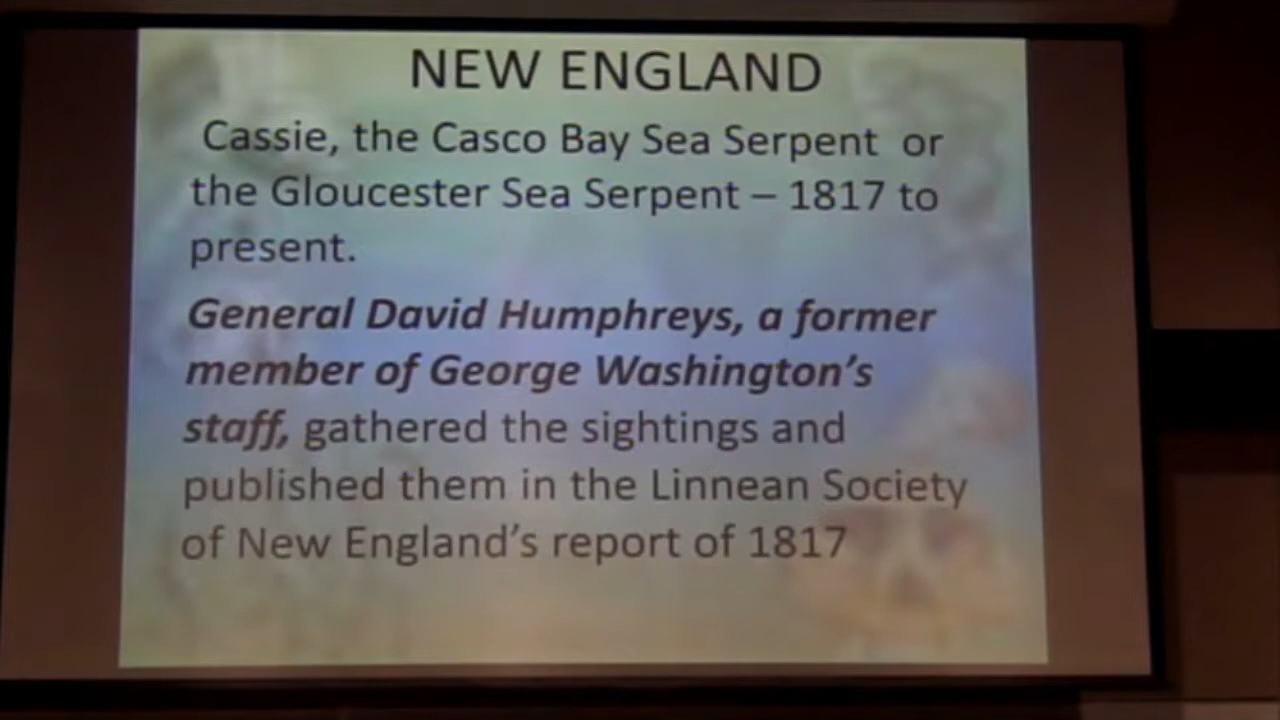 NEW ENGLAND
Cassie, the Casco Bay Sea Serpent or
the Gloucester Sea Serpent – 1817 to
present.
General David Humphreys, a former
member of George Washington's
staff, gathered the sightings and
published them in the Linnean Society
of New England's report of 1817